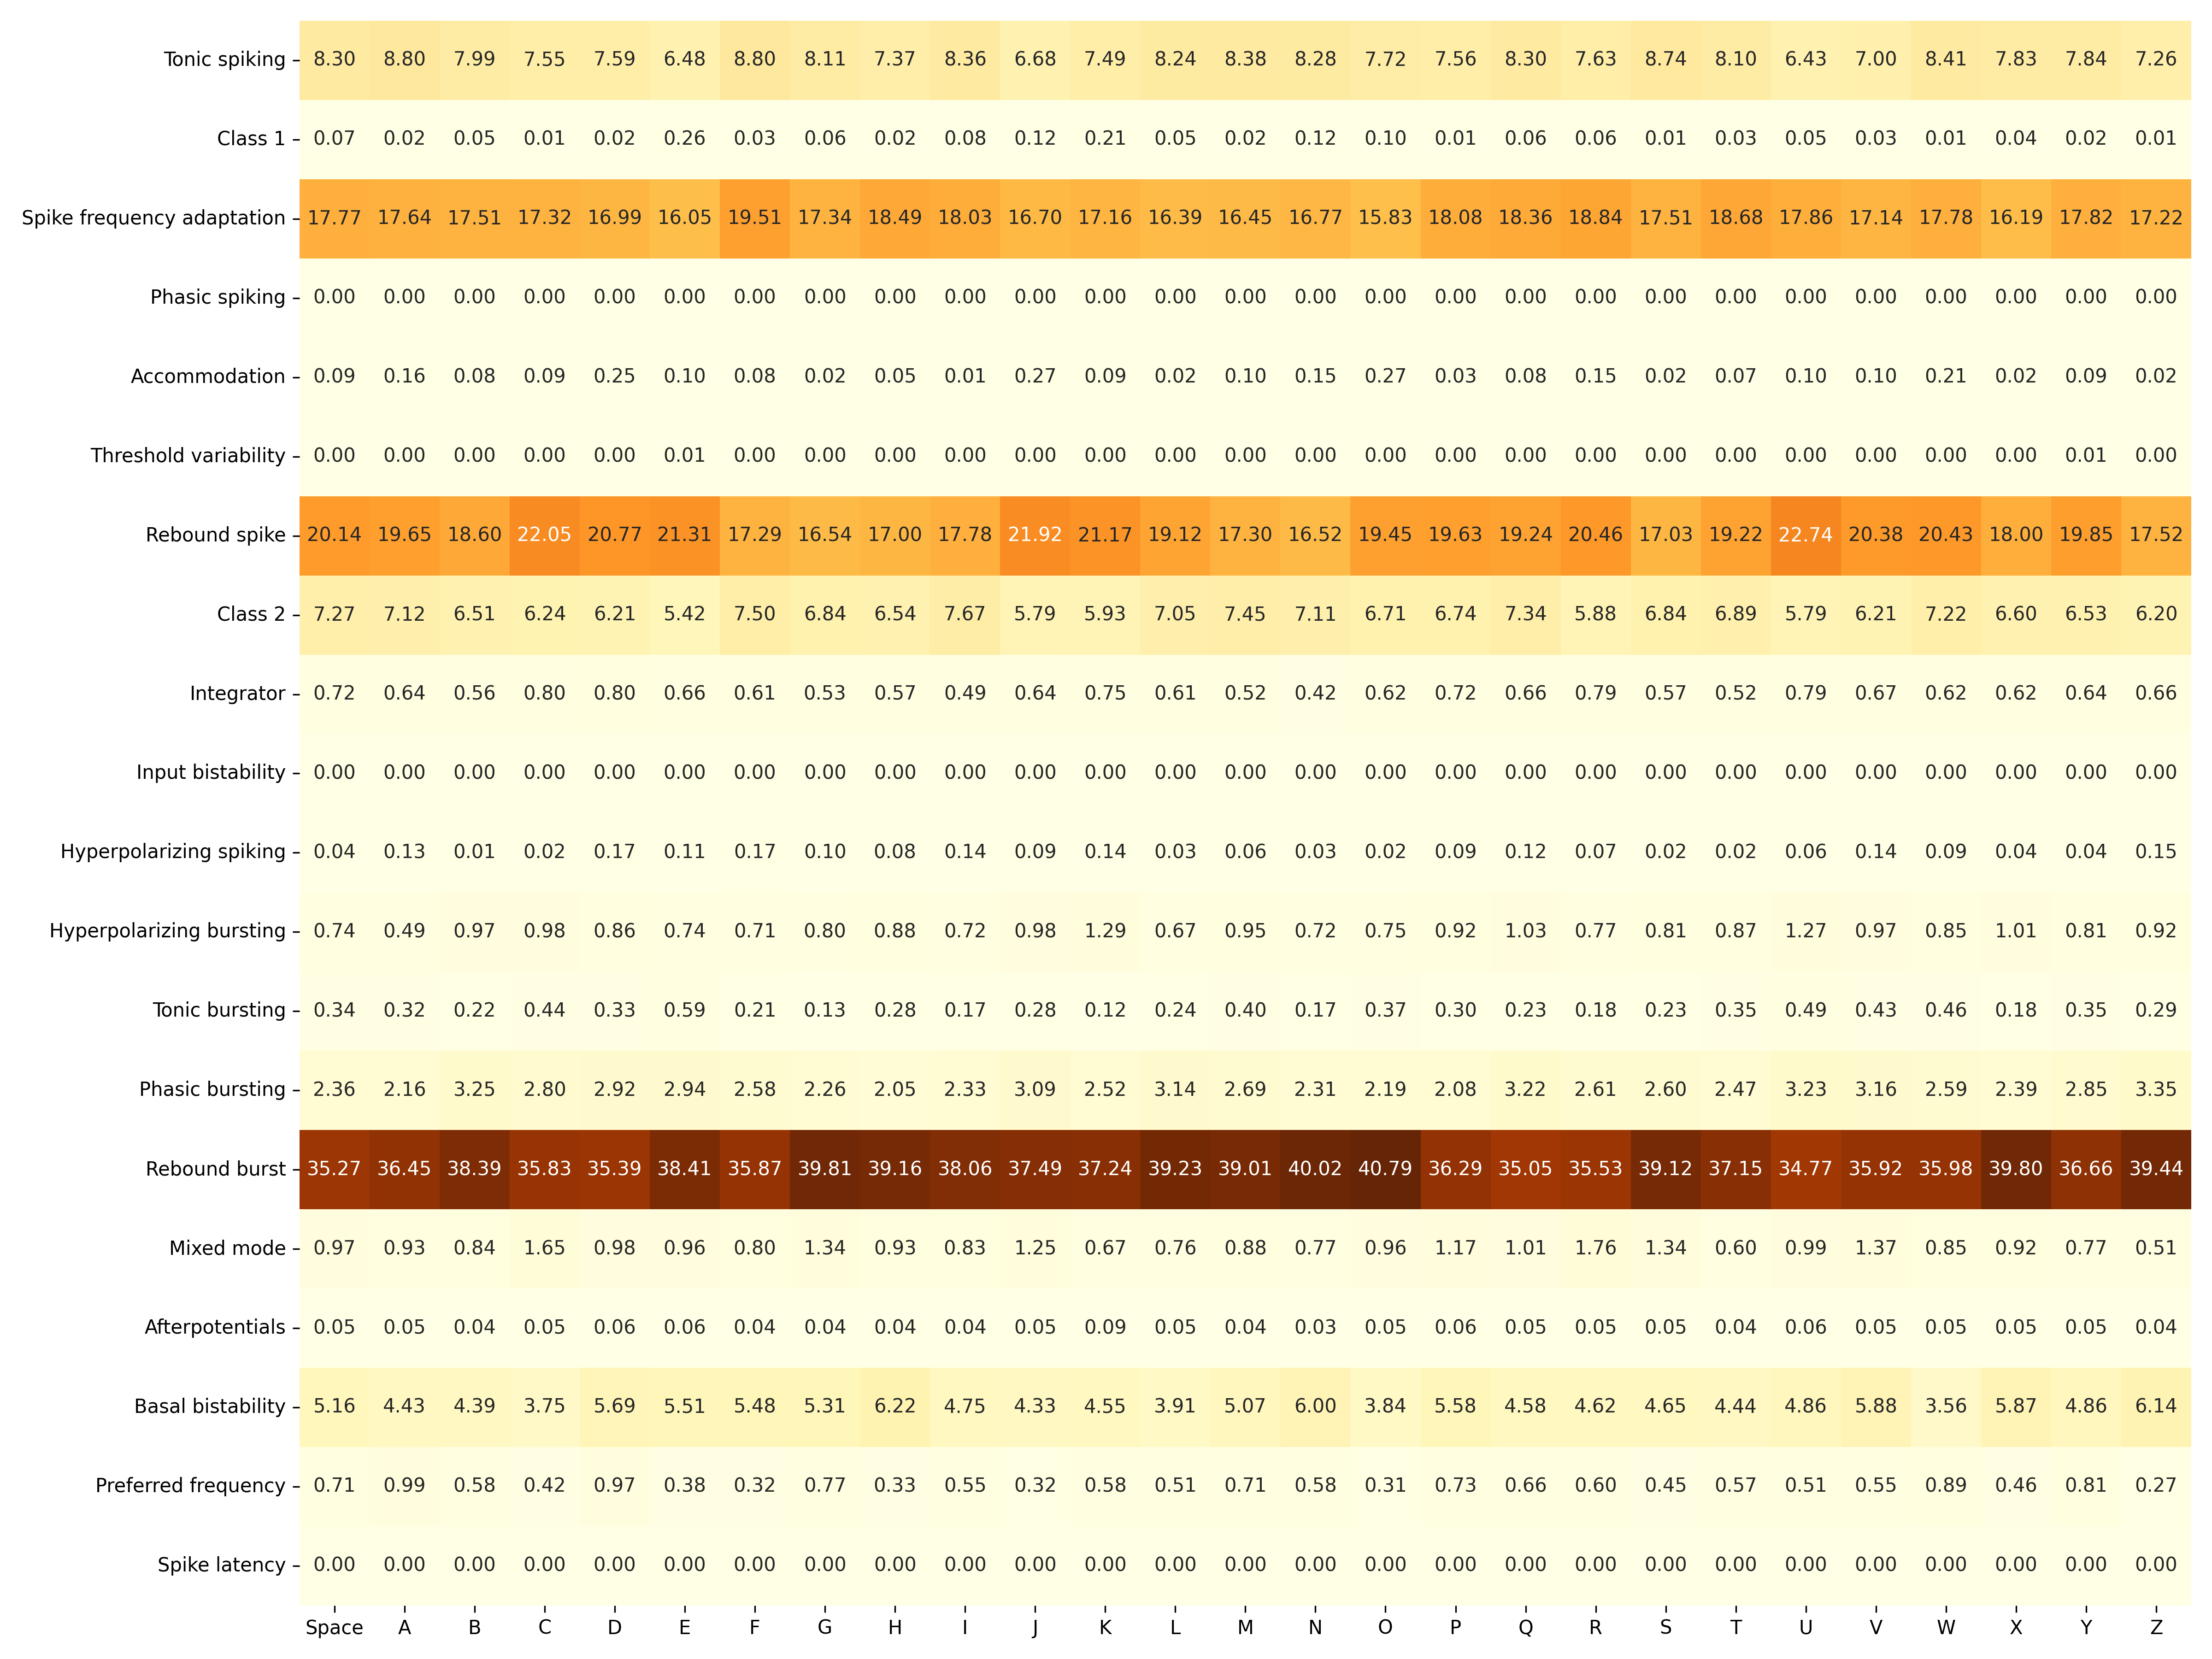 Tonic spiking 8.30 8.80 7.99 7.55 7.59 6.48 8.80 8.11 7.37 8.36 6.68 7.49 8.24 8.38 8.28 7.72 7.56 8.30 7.63 8.74 8.10 6.43 7.00 8.41 7.83 7.84 7.26
Class 1 0.07 0.02 0.05 0.01 0.02 0.26 0.03 0.06 0.02 0.08 0.12 0.21 0.05 0.02 0.12 0.10 0.01 0.06 0.06 0.01 0.03 0.05 0.03 0.01 0.04 0.02 0.01
Spike frequency adaptation 17.77 17.64 17.51 17.32 16.99 16.05 19.51 17.34 18.49 18.03 16.70 17.16 16.39 16.45 16.77 15.83 18.08 18.36 18.84 17.51 18.68 17.86 17.14 17.78 16.19 17.82 17.22
Phasic spiking 0.00 0.00 0.00 0.00 0.00 0.00 0.00 0.00 0.00 0.00 0.00 0.00 0.00 0.00 0.00 0.00 0.00 0.00 0.00 0.00 0.00 0.00 0.00 0.00 0.00 0.00 0.00
Accommodation 0.09 0.16 0.08 0.09 0.25 0.10 0.08 0.02 0.05 0.01 0.27 0.09 0.02 0.10 0.15 0.27 0.03 0.08 0.15 0.02 0.07 0.10 0.10 0.21 0.02 0.09 0.02
Threshold variability 0.00 0.00 0.00 0.00 0.00 0.01 0.00 0.00 0.00 0.00 0.00 0.00 0.00 0.00 0.00 0.00 0.00 0.00 0.00 0.00 0.00 0.00 0.00 0.00 0.00 0.01 0.00
Rebound spike 20.14 19.65 18.60 22.05 20.77 21.31 17.29 16.54 17.00 17.78 21.92 21.17 19.12 17.30 16.52 19.45 19.63 19.24 20.46 17.03 19.22 22.74 20.38 20.43 18.00 19.85 17.52
Class 2 7.27 7.12 6.51 6.24 6.21 5.42 7.50 6.84 6.54 7.67 5.79 5.93 7.05 7.45 7.11 6.71 6.74 7.34 5.88 6.84 6.89 5.79 6.21 7.22 6.60 6.53 6.20
Integrator 0.72 0.64 0.56 0.80 0.80 0.66 0.61 0.53 0.57 0.49 0.64 0.75 0.61 0.52 0.42 0.62 0.72 0.66 0.79 0.57 0.52 0.79 0.67 0.62 0.62 0.64 0.66
Input bistability 0.00 0.00 0.00 0.00 0.00 0.00 0.00 0.00 0.00 0.00 0.00 0.00 0.00 0.00 0.00 0.00 0.00 0.00 0.00 0.00 0.00 0.00 0.00 0.00 0.00 0.00 0.00
Hyperpolarizing spiking 0.04 0.13 0.01 0.02 0.17 0.11 0.17 0.10 0.08 0.14 0.09 0.14 0.03 0.06 0.03 0.02 0.09 0.12 0.07 0.02 0.02 0.06 0.14 0.09 0.04 0.04 0.15
Hyperpolarizing bursting 0.74 0.49 0.97 0.98 0.86 0.74 0.71 0.80 0.88 0.72 0.98 1.29 0.67 0.95 0.72 0.75 0.92 1.03 0.77 0.81 0.87 1.27 0.97 0.85 1.01 0.81 0.92
Tonic bursting 0.34 0.32 0.22 0.44 0.33 0.59 0.21 0.13 0.28 0.17 0.28 0.12 0.24 0.40 0.17 0.37 0.30 0.23 0.18 0.23 0.35 0.49 0.43 0.46 0.18 0.35 0.29
Phasic bursting 2.36 2.16 3.25 2.80 2.92 2.94 2.58 2.26 2.05 2.33 3.09 2.52 3.14 2.69 2.31 2.19 2.08 3.22 2.61 2.60 2.47 3.23 3.16 2.59 2.39 2.85 3.35
Rebound burst 35.27 36.45 38.39 35.83 35.39 38.41 35.87 39.81 39.16 38.06 37.49 37.24 39.23 39.01 40.02 40.79 36.29 35.05 35.53 39.12 37.15 34.77 35.92 35.98 39.80 36.66 39.44
Mixed mode 0.97 0.93 0.84 1.65 0.98 0.96 0.80 1.34 0.93 0.83 1.25 0.67 0.76 0.88 0.77 0.96 1.17 1.01 1.76 1.34 0.60 0.99 1.37 0.85 0.92 0.77 0.51
Afterpotentials 0.05 0.05 0.04 0.05 0.06 0.06 0.04 0.04 0.04 0.04 0.05 0.09 0.05 0.04 0.03 0.05 0.06 0.05 0.05 0.05 0.04 0.06 0.05 0.05 0.05 0.05 0.04
Basal bistability 5.16 4.43 4.39 3.75 5.69 5.51 5.48 5.31 6.22 4.75 4.33 4.55 3.91 5.07 6.00 3.84 5.58 4.58 4.62 4.65 4.44 4.86 5.88 3.56 5.87 4.86 6.14
Preferred frequency 0.71 0.99 0.58 0.42 0.97 0.38 0.32 0.77 0.33 0.55 0.32 0.58 0.51 0.71 0.58 0.31 0.73 0.66 0.60 0.45 0.57 0.51 0.55 0.89 0.46 0.81 0.27
Spike latency 0.00 0.00 0.00 0.00 0.00 0.00 0.00 0.00 0.00 0.00 0.00 0.00 0.00 0.00 0.00 0.00 0.00 0.00 0.00 0.00 0.00 0.00 0.00 0.00 0.00 0.00 0.00
Space A B C D E F G H I J K L M N O P Q R S T U V W X Y Z